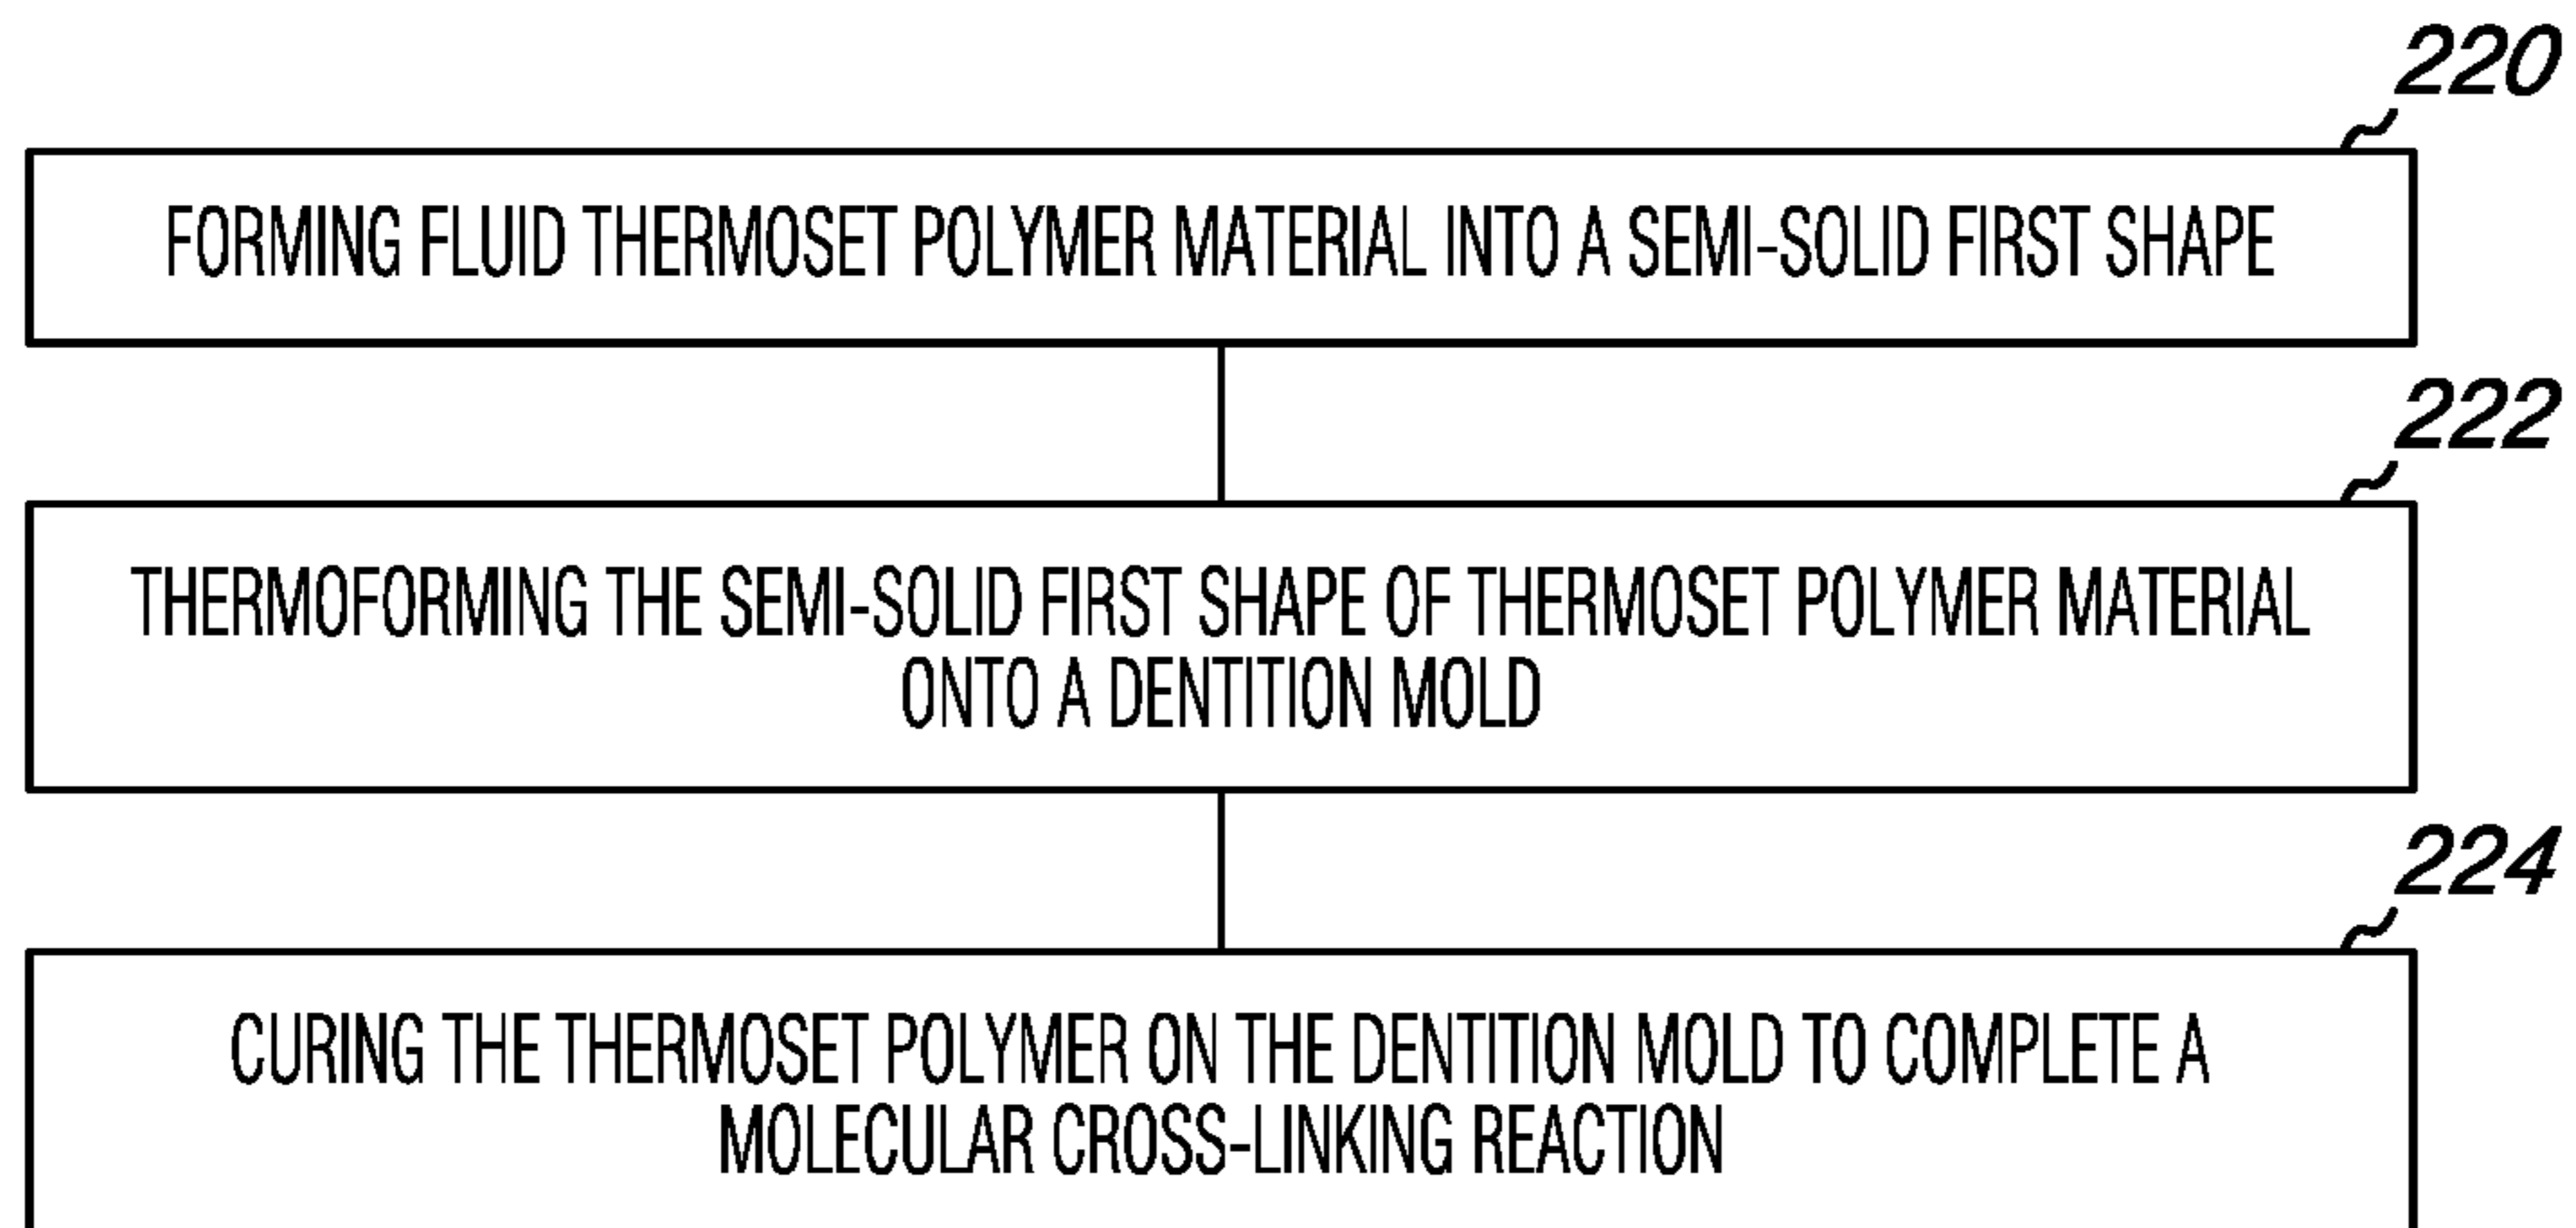 220
FORMING FLUID THERMOSET POLYMER MATERIAL INTO A SEMI-SOLID FIRST SHAPE
222
THERMOFORMING THE SEMI-SOLID FIRST SHAPE OF THERMOSET POLYMER MATERIAL
ONTO A DENTITION MOLD
224
CURING THE THERMOSET POLYMER ON THE DENTITION MOLD TO COMPLETE A
MOLECULAR CROSS-LINKING REACTION